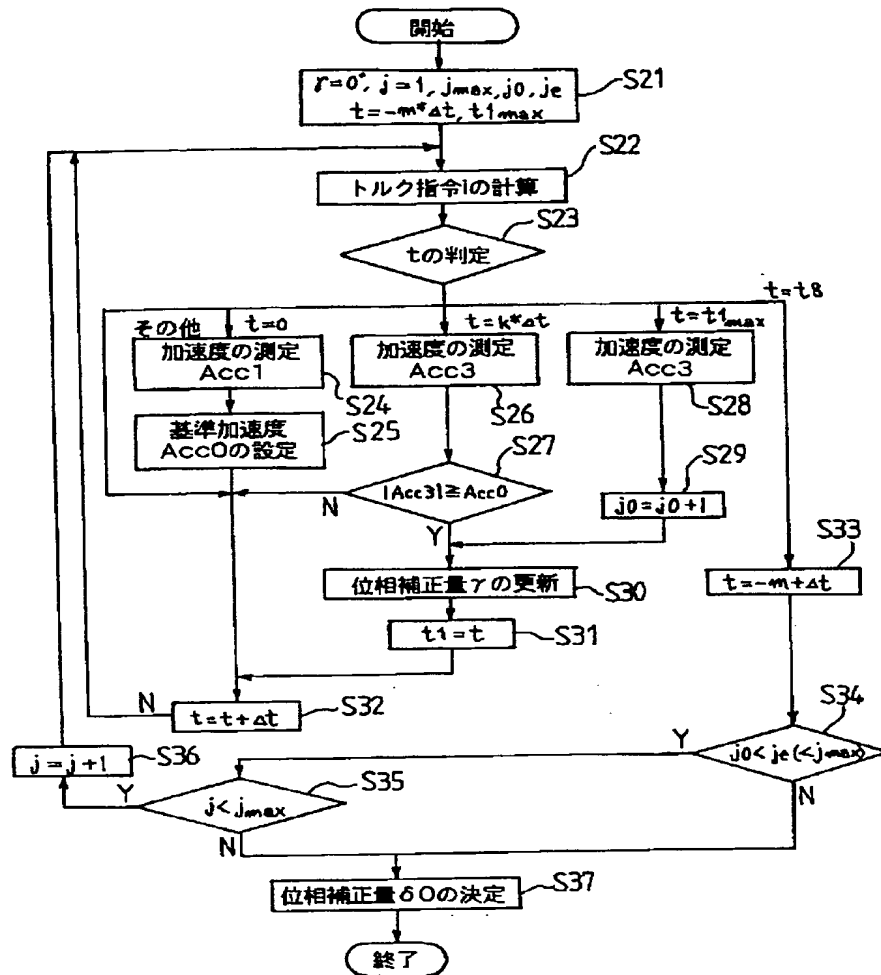 開始
γ=0°, j=1, jmax, j0, je
t=-m*Δt, t1max
S21
S22
トルク指令iの計算
S23
tの判定
その他
t=0
t=k*Δt
t=t1max
t=t8
加速度の測定
Acc1
S24
加速度の測定
Acc3
S26
加速度の測定
Acc3
S28
基準加速度
Acc0の設定
S25
S27
|Acc3|≧Acc0
N
Y
S29
j0=j0+1
S33
t=-m+Δt
位相補正量γの更新
S30
t1=t
S31
N
t=t+Δt
S32
S34
j0<je(<jmax)
Y
N
j=j+1
S36
Y
S35
j<jmax
N
位相補正量δ0の決定
S37
終了